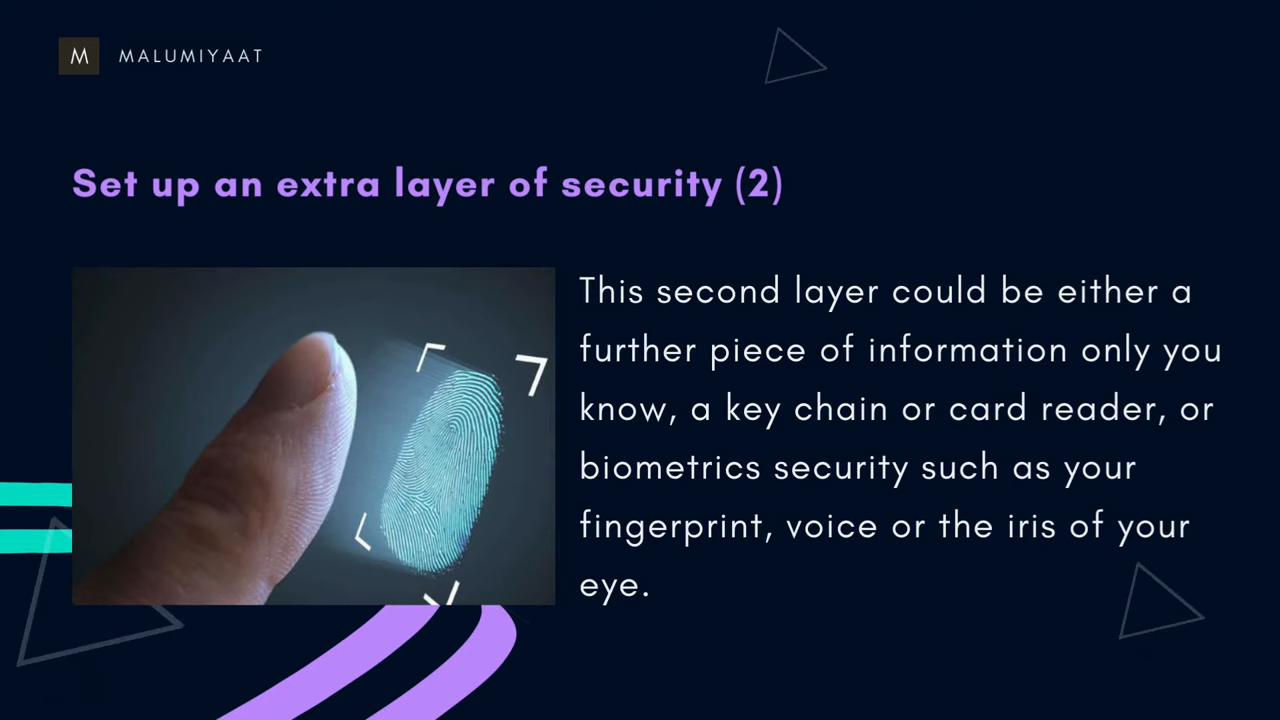 M MALUMIYAAT
Set up an extra layer of security (2)
This second layer could be either a
further piece of information only you
know, a key chain or card reader, or
biometrics security such as your
fingerprint, voice or the iris of your
eye.